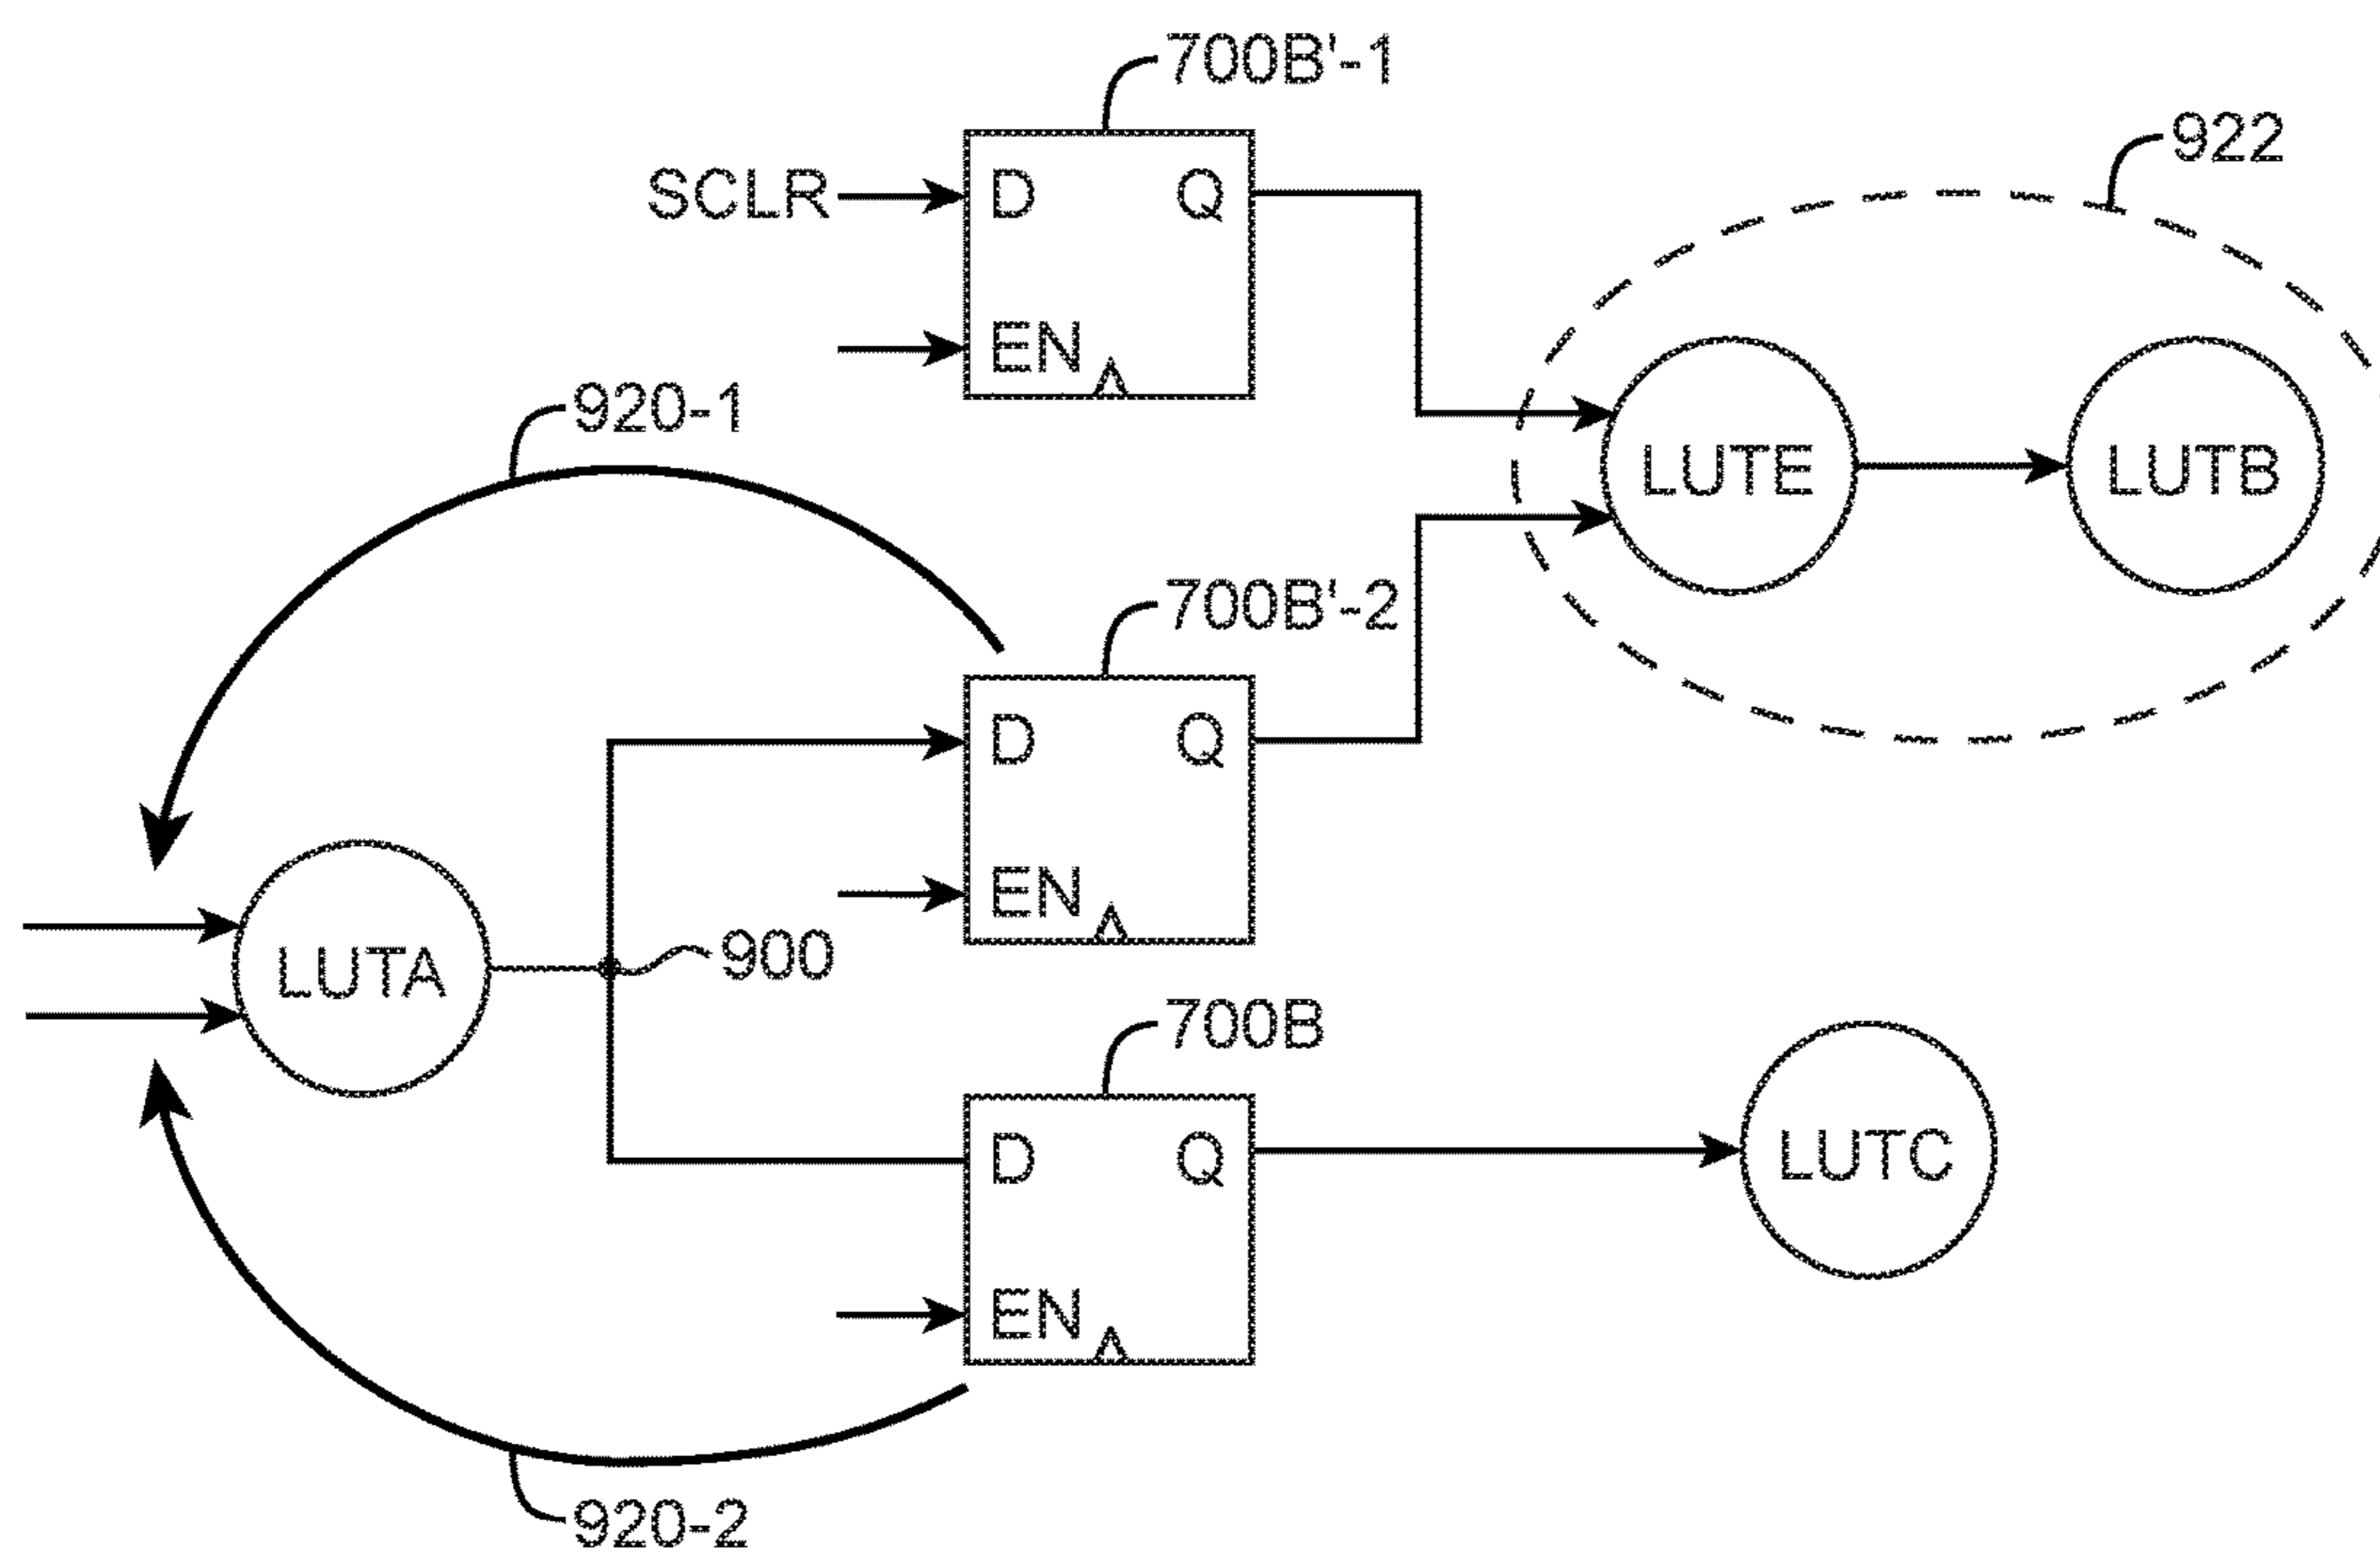 700B'-1
922
SCLR
D
Q
EN
920-1
LUTE
LUTB
700B'-2
D
Q
EN
900
LUTA
700B
D
Q
LUTC
EN
920-2